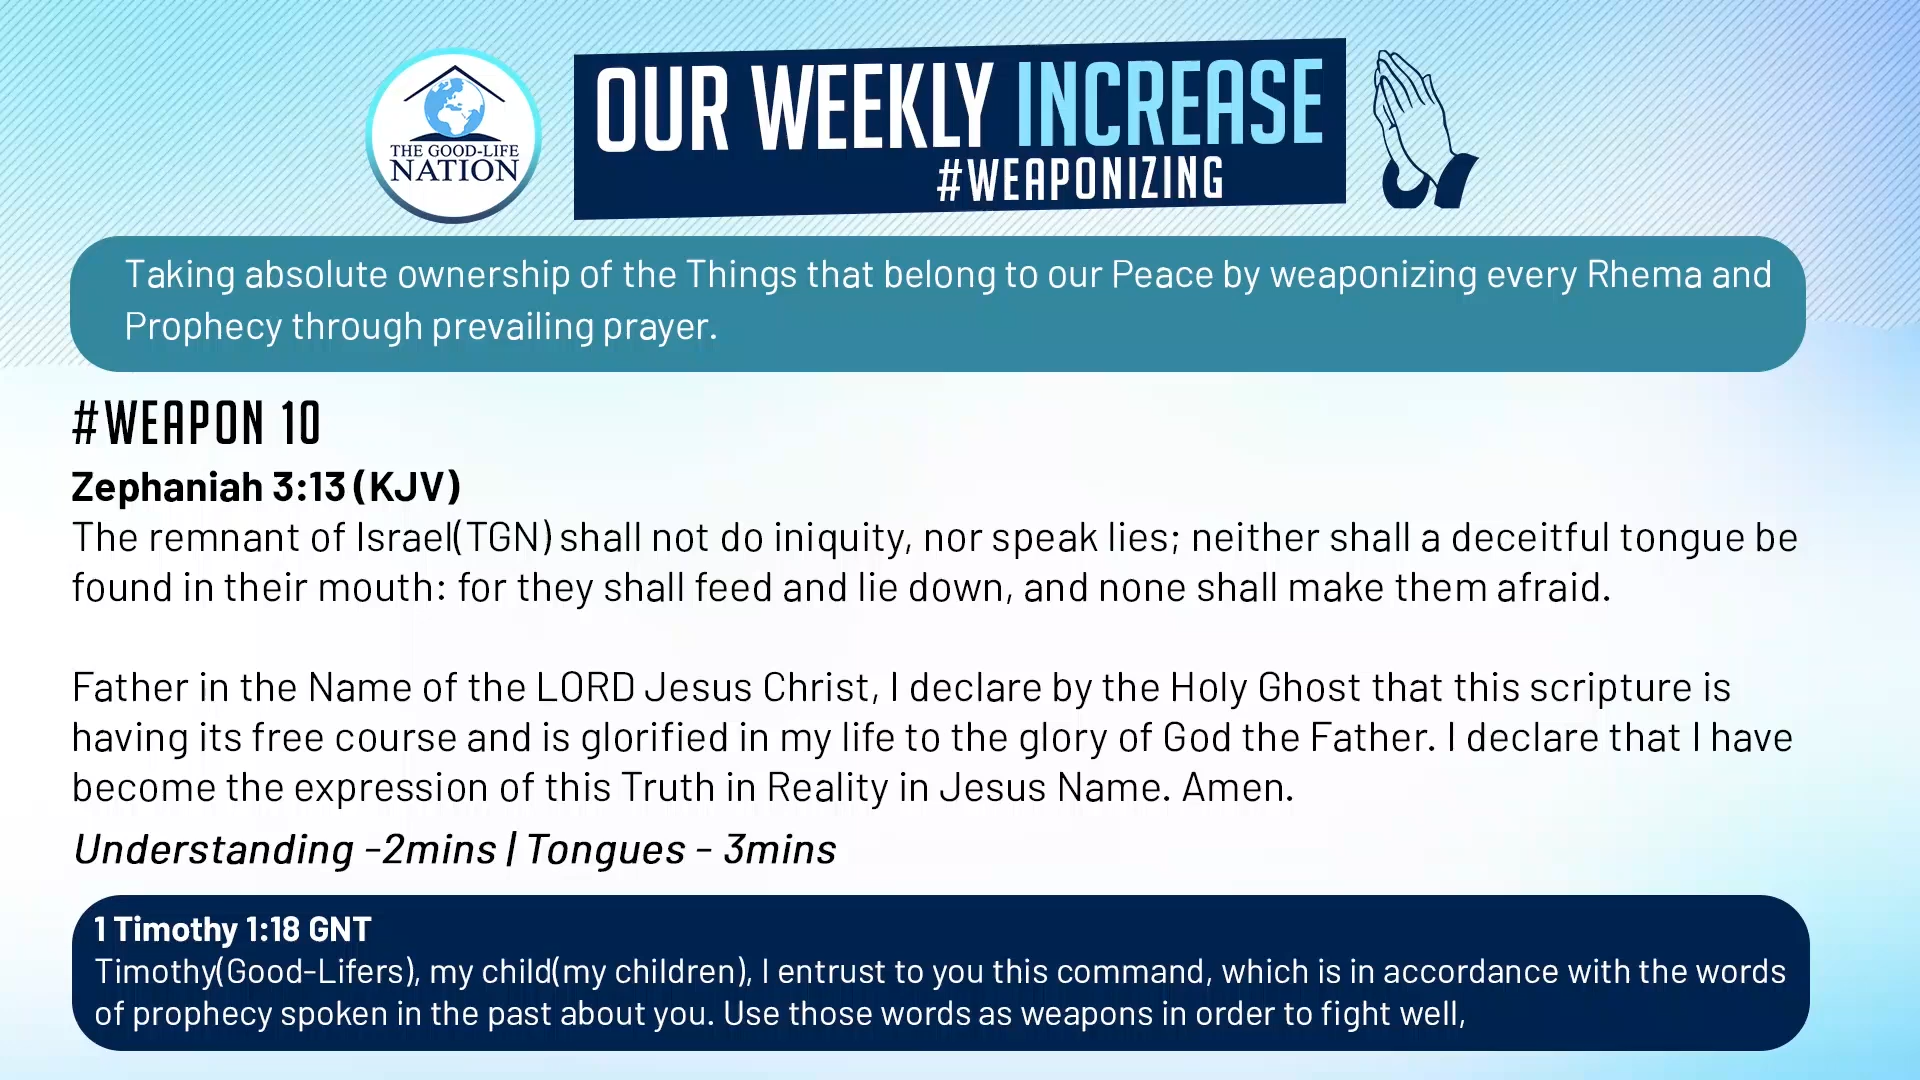 THE GOOD-LIFE
NATION
OUR WEEKLY INCREASE
#WEAPONIZING
Taking absolute ownership of the Things that belong to our Peace by weaponizing every Rhema and
Prophecy through prevailing prayer.
#WEAPON 10
Zephaniah 3:13 (KJV)
The remnant of Israel(TGN) shall not do iniquity, nor speak lies; neither shall a deceitful tongue be
found in their mouth: for they shall feed and lie down, and none shall make them afraid.
Father in the Name of the LORD Jesus Christ, I declare by the Holy Ghost that this scripture is
having its free course and is glorified in my life to the glory of God the Father. I declare that I have
become the expression of this Truth in Reality in Jesus Name. Amen.
Understanding -2mins | Tongues - 3mins
1 Timothy 1:18 GNT
Timothy(Good-Lifers), my child(my children), I entrust to you this command, which is in accordance with the words
of prophecy spoken in the past about you. Use those words as weapons in order to fight well,